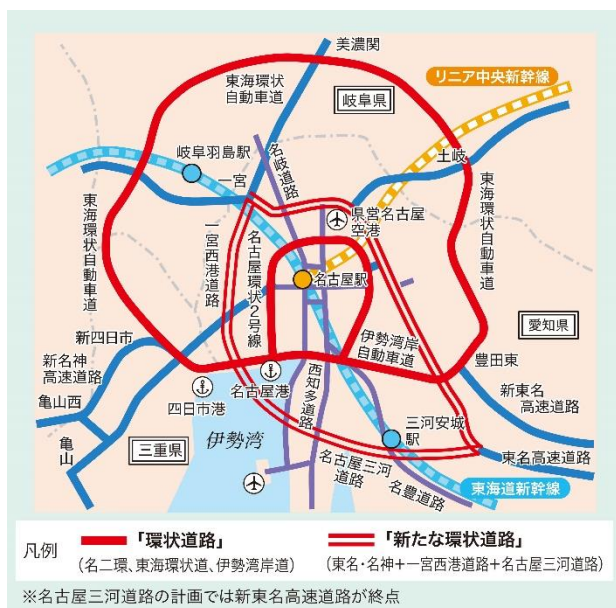 美濃関
東海環状
自動車道
リニア中央新幹線
岐阜県
岐阜羽島駅
名岐道路
土岐
一宮
県営名古屋
空港
東海環状自動車道
東海環状自動車道
一宮西港道路
名古屋環状2号線
名古屋駅
新四日市
伊勢湾岸
自動車道
愛知県
新名神
高速道路
豊田東
名古屋港
西知多道路
新東名
高速道路
亀山西
四日市港
三河安城
駅
伊勢湾
亀山
三重県
名古屋三河
道路
名豊道路
東名高速道路
東海道新幹線
凡例
「環状道路」
(名二環、東海環状道、伊勢湾岸道)
「新たな環状道路」
(東名・名神+一宮西港道路+名古屋三河道路)
※名古屋三河道路の計画では新東名高速道路が終点